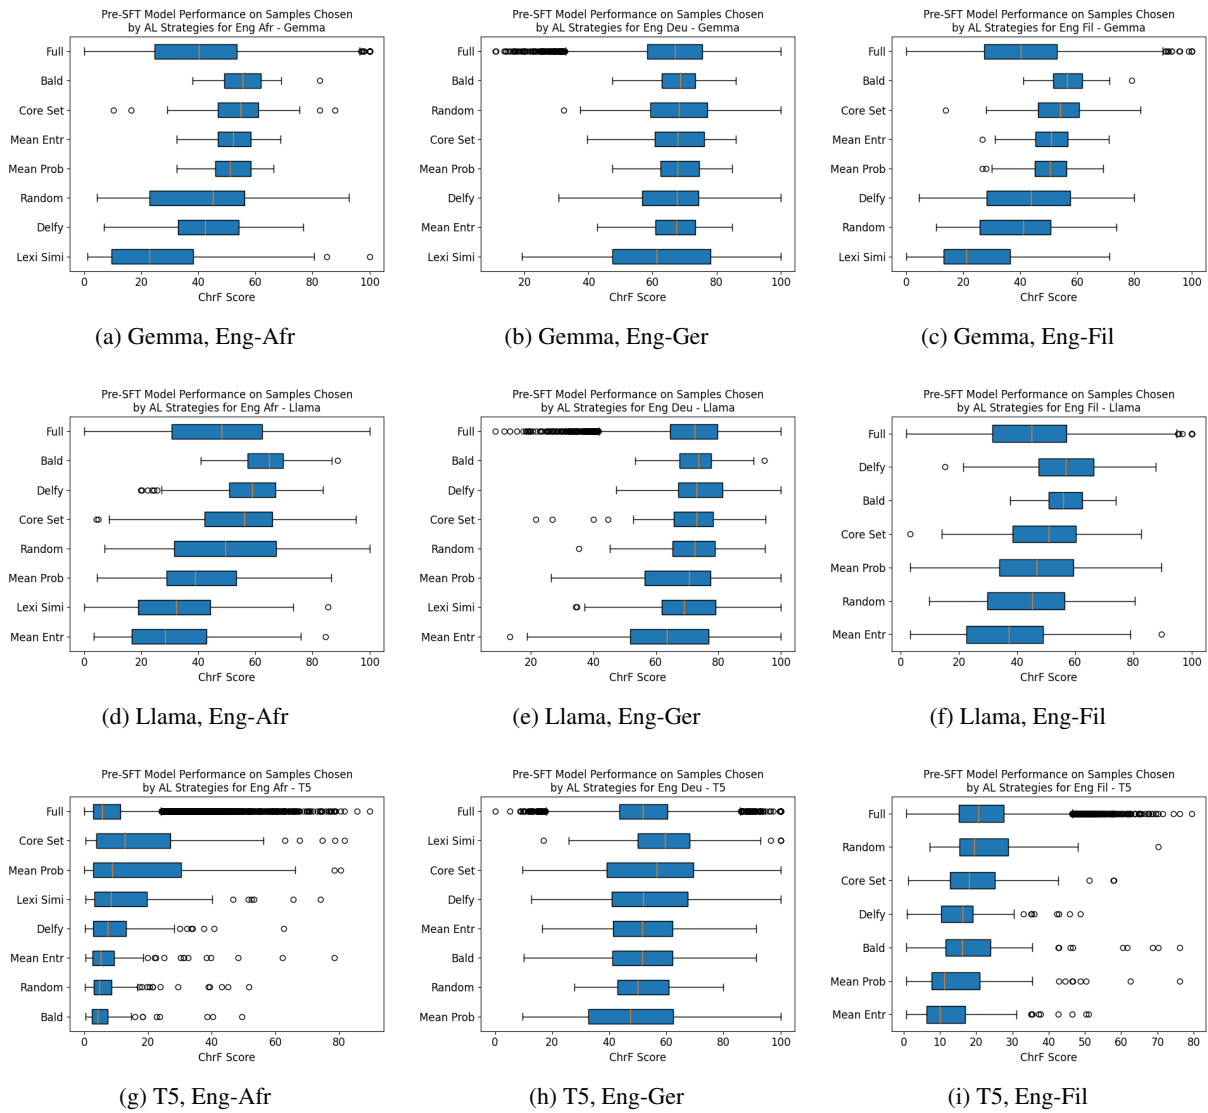 Pre-SFT Model Performance on Samples Chosen
by AL Strategies for Eng Afr - Gemma
Full
Bald
Core Set
Mean Entr
Mean Prob
Random
Delfy
Lexi Simi
0 20 40 60 80 100
ChrF Score
(a) Gemma, Eng-Afr
Pre-SFT Model Performance on Samples Chosen
by AL Strategies for Eng Deu - Gemma
Full
Bald
Random
Core Set
Mean Prob
Delfy
Mean Entr
Lexi Simi
20 40 60 80 100
ChrF Score
(b) Gemma, Eng-Ger
Pre-SFT Model Performance on Samples Chosen
by AL Strategies for Eng Fil - Gemma
Full
Bald
Core Set
Mean Entr
Mean Prob
Delfy
Random
Lexi Simi
0 20 40 60 80 100
ChrF Score
(c) Gemma, Eng-Fil
Pre-SFT Model Performance on Samples Chosen
by AL Strategies for Eng Afr - Llama
Full
Bald
Delfy
Core Set
Random
Mean Prob
Lexi Simi
Mean Entr
0 20 40 60 80 100
ChrF Score
(d) Llama, Eng-Afr
Pre-SFT Model Performance on Samples Chosen
by AL Strategies for Eng Deu - Llama
Full
Bald
Delfy
Core Set
Random
Mean Prob
Lexi Simi
Mean Entr
20 40 60 80 100
ChrF Score
(e) Llama, Eng-Ger
Pre-SFT Model Performance on Samples Chosen
by AL Strategies for Eng Fil - Llama
Full
Delfy
Bald
Core Set
Mean Prob
Random
Mean Entr
0 20 40 60 80 100
ChrF Score
(f) Llama, Eng-Fil
Pre-SFT Model Performance on Samples Chosen
by AL Strategies for Eng Afr - T5
Full
Core Set
Mean Prob
Lexi Simi
Delfy
Mean Entr
Random
Bald
0 20 40 60 80
ChrF Score
(g) T5, Eng-Afr
Pre-SFT Model Performance on Samples Chosen
by AL Strategies for Eng Deu - T5
Full
Lexi Simi
Core Set
Delfy
Mean Entr
Bald
Random
Mean Prob
0 20 40 60 80 100
ChrF Score
(h) T5, Eng-Ger
Pre-SFT Model Performance on Samples Chosen
by AL Strategies for Eng Fil - T5
Full
Random
Core Set
Delfy
Bald
Mean Prob
Mean Entr
0 10 20 30 40 50 60 70 80
ChrF Score
(i) T5, Eng-Fil